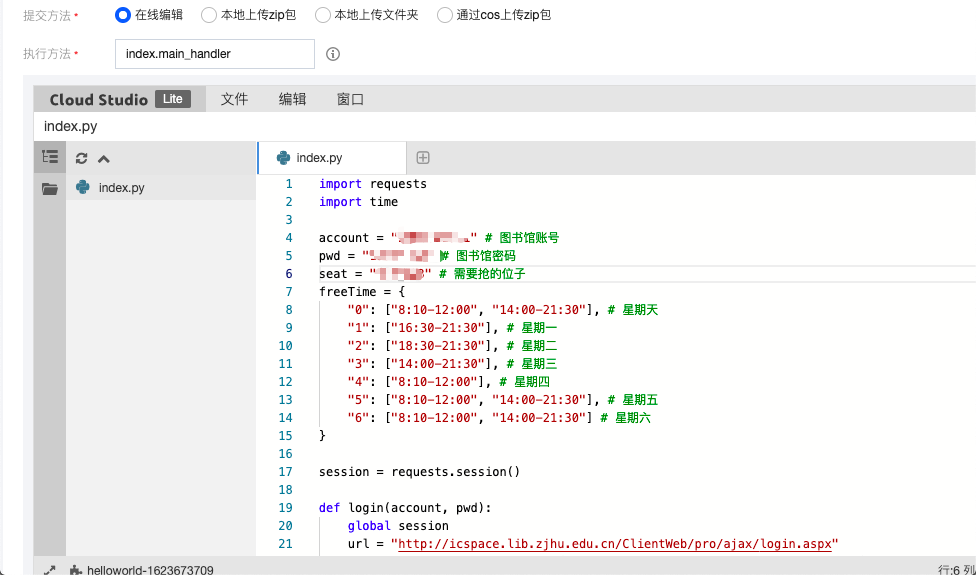 提交方法 * 在线编辑 本地上传zip包 本地上传文件夹 通过cos上传zip包
执行方法 * index.main_handler
Cloud Studio Lite 文件 编辑 窗口
index.py
index.py
index.py
1 import requests
2 import time
3
4 account = " " # 图书馆账号
5 pwd = " # 图书馆密码
6 seat = " " # 需要抢的位子
7 freeTime = {
8 "0": ["8:10-12:00", "14:00-21:30"], # 星期天
9 "1": ["16:30-21:30"], # 星期一
10 "2": ["18:30-21:30"], # 星期二
11 "3": ["14:00-21:30"], # 星期三
12 "4": ["8:10-12:00"], # 星期四
13 "5": ["8:10-12:00", "14:00-21:30"], # 星期五
14 "6": ["8:10-12:00", "14:00-21:30"] # 星期六
15 }
16
17 session = requests.session()
18
19 def login(account, pwd):
20 global session
21 url = "http://icspace.lib.zjhu.edu.cn/ClientWeb/pro/ajax/login.aspx"
helloworld-1623673709 行:6 列